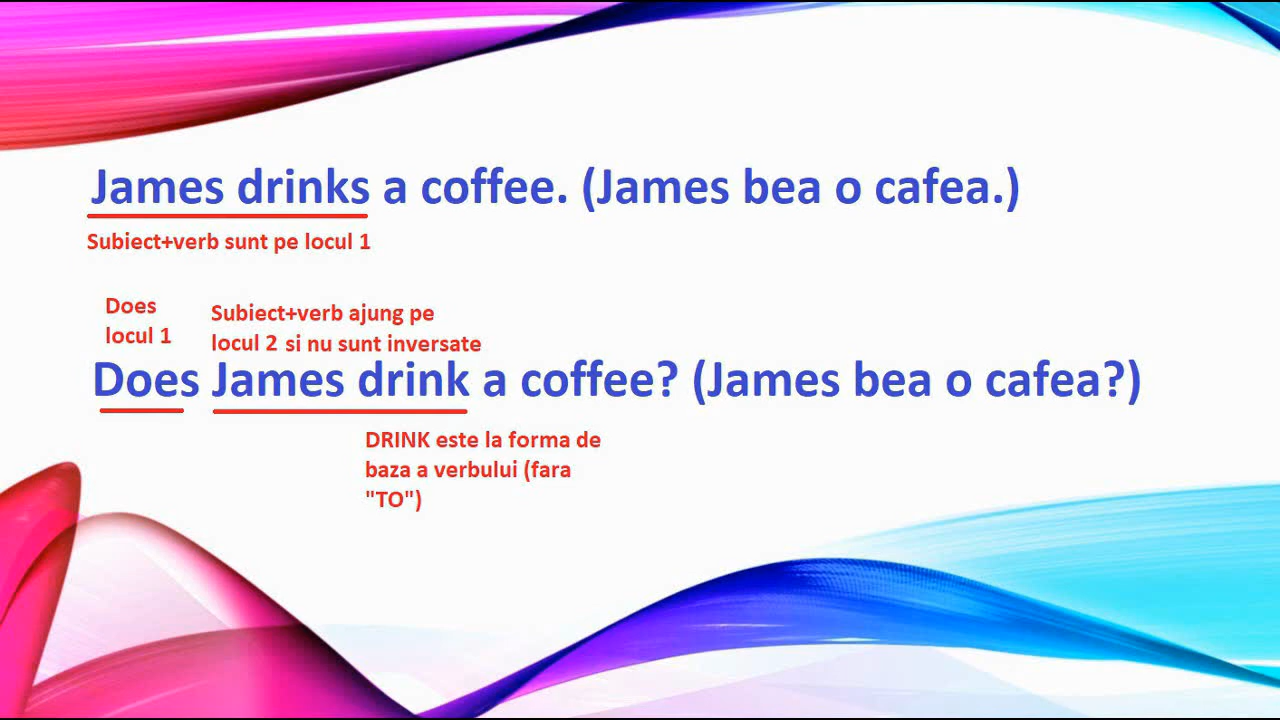 James drinks a coffee. (James bea o cafea.)
Subiect+verb sunt pe locul 1
Does
locul 1
Subiect+verb ajung pe
locul 2 si nu sunt inversate
Does James drink a coffee? (James bea o cafea?)
DRINK este la forma de
baza a verbului (fara
"TO")